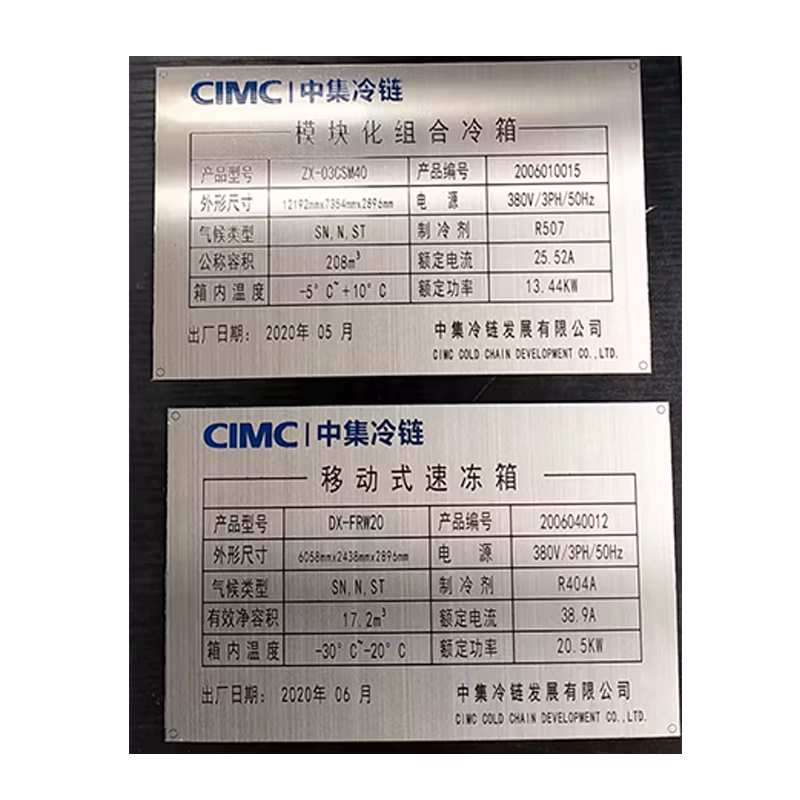 CIMC 中集冷链
模块化组合冷箱
产品型号 ZX-03CSM40 产品编号 2006010015
外形尺寸 12192mmx7354mmx2896mm 电源 380V/3PH/50Hz
气候类型 SN,N,ST 制冷剂 R507
公称容积 208m³ 额定电流 25.52A
箱内温度 -5°C~+10°C 额定功率 13.44KW
出厂日期: 2020年05月 中集冷链发展有限公司
CIMC COLD CHAIN DEVELOPMENT CO.,LTD.
CIMC 中集冷链
移动式速冻箱
产品型号 DX-FRW20 产品编号 2006040012
外形尺寸 6058mmx2438mmx2896mm 电源 380V/3PH/50Hz
气候类型 SN,N,ST 制冷剂 R404A
有效净容积 17.2m³ 额定电流 38.9A
箱内温度 -30°C~-20°C 额定功率 20.5KW
出厂日期: 2020年06月 中集冷链发展有限公司
CIMC COLD CHAIN DEVELOPMENT CO.,LTD.